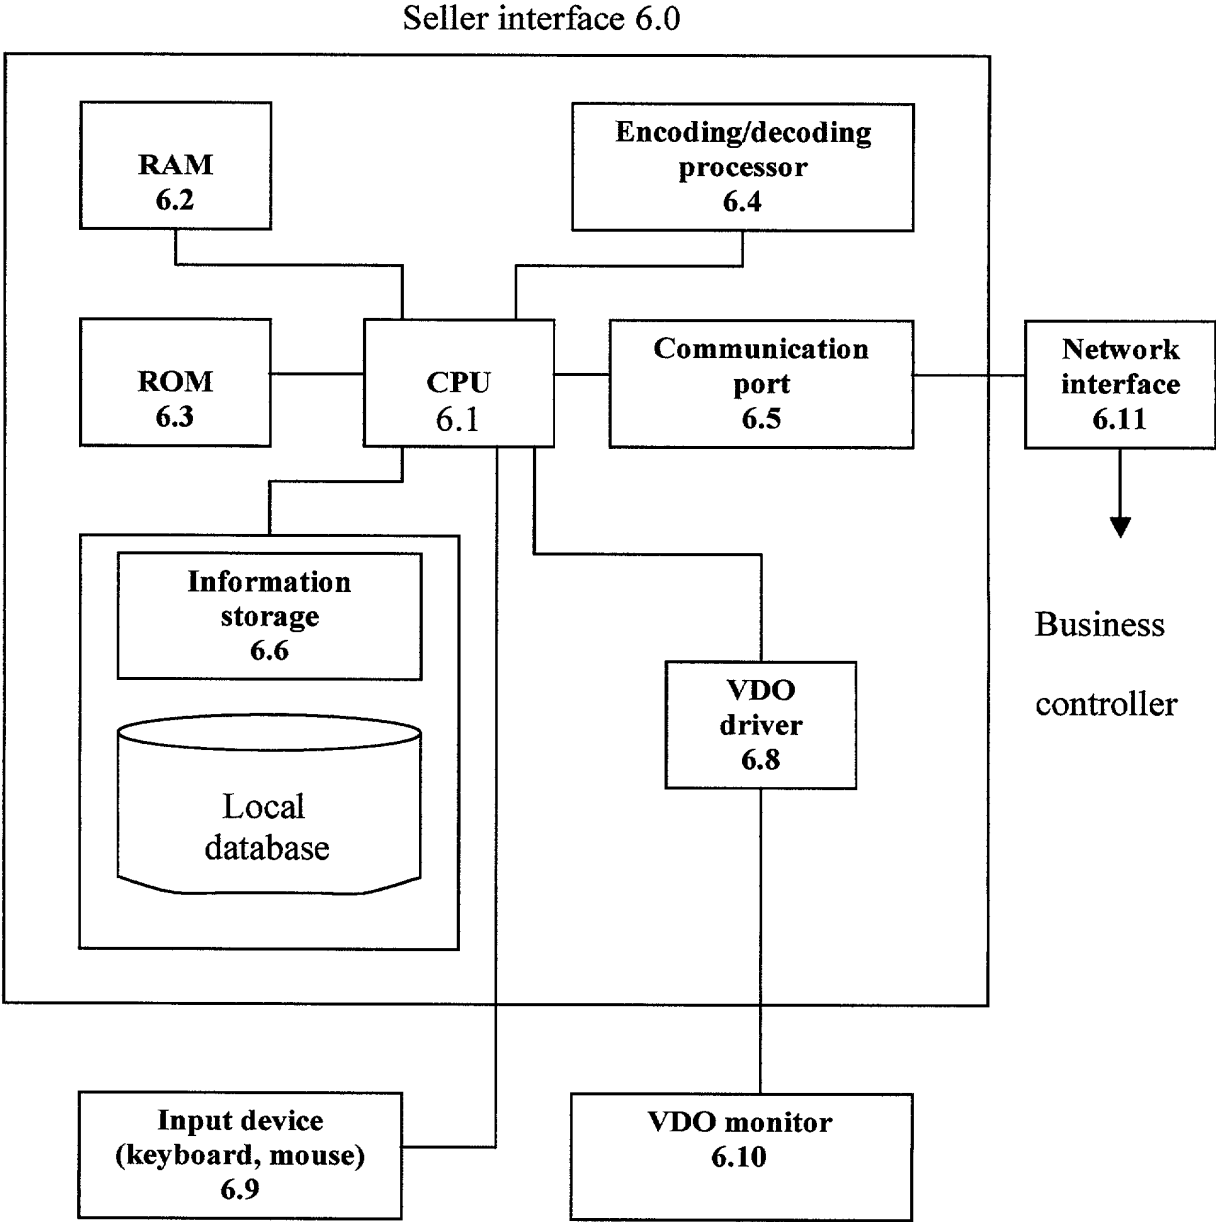 Seller interface 6.0
RAM
6.2
Encoding/decoding
processor
6.4
ROM
6.3
CPU
6.1
Communication
port
6.5
Network
interface
6.11
Information
storage
6.6
Business
controller
VDO
driver
6.8
Local
database
Input device
(keyboard, mouse)
6.9
VDO monitor
6.10